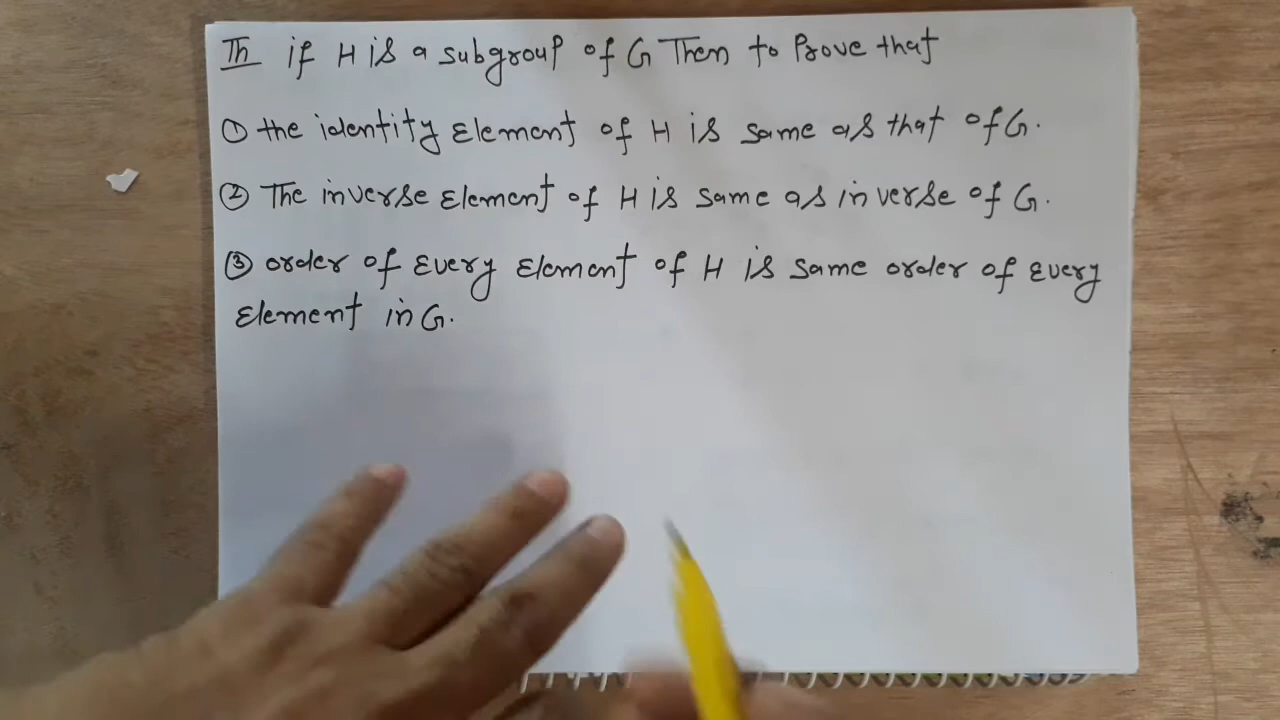 Th if H is a subgroup of G Then to Prove that
① the identity Element of H is same as that of G.
② The inverse Element of H is same as inverse of G.
③ order of Every Element of H is same order of Every
Element in G.